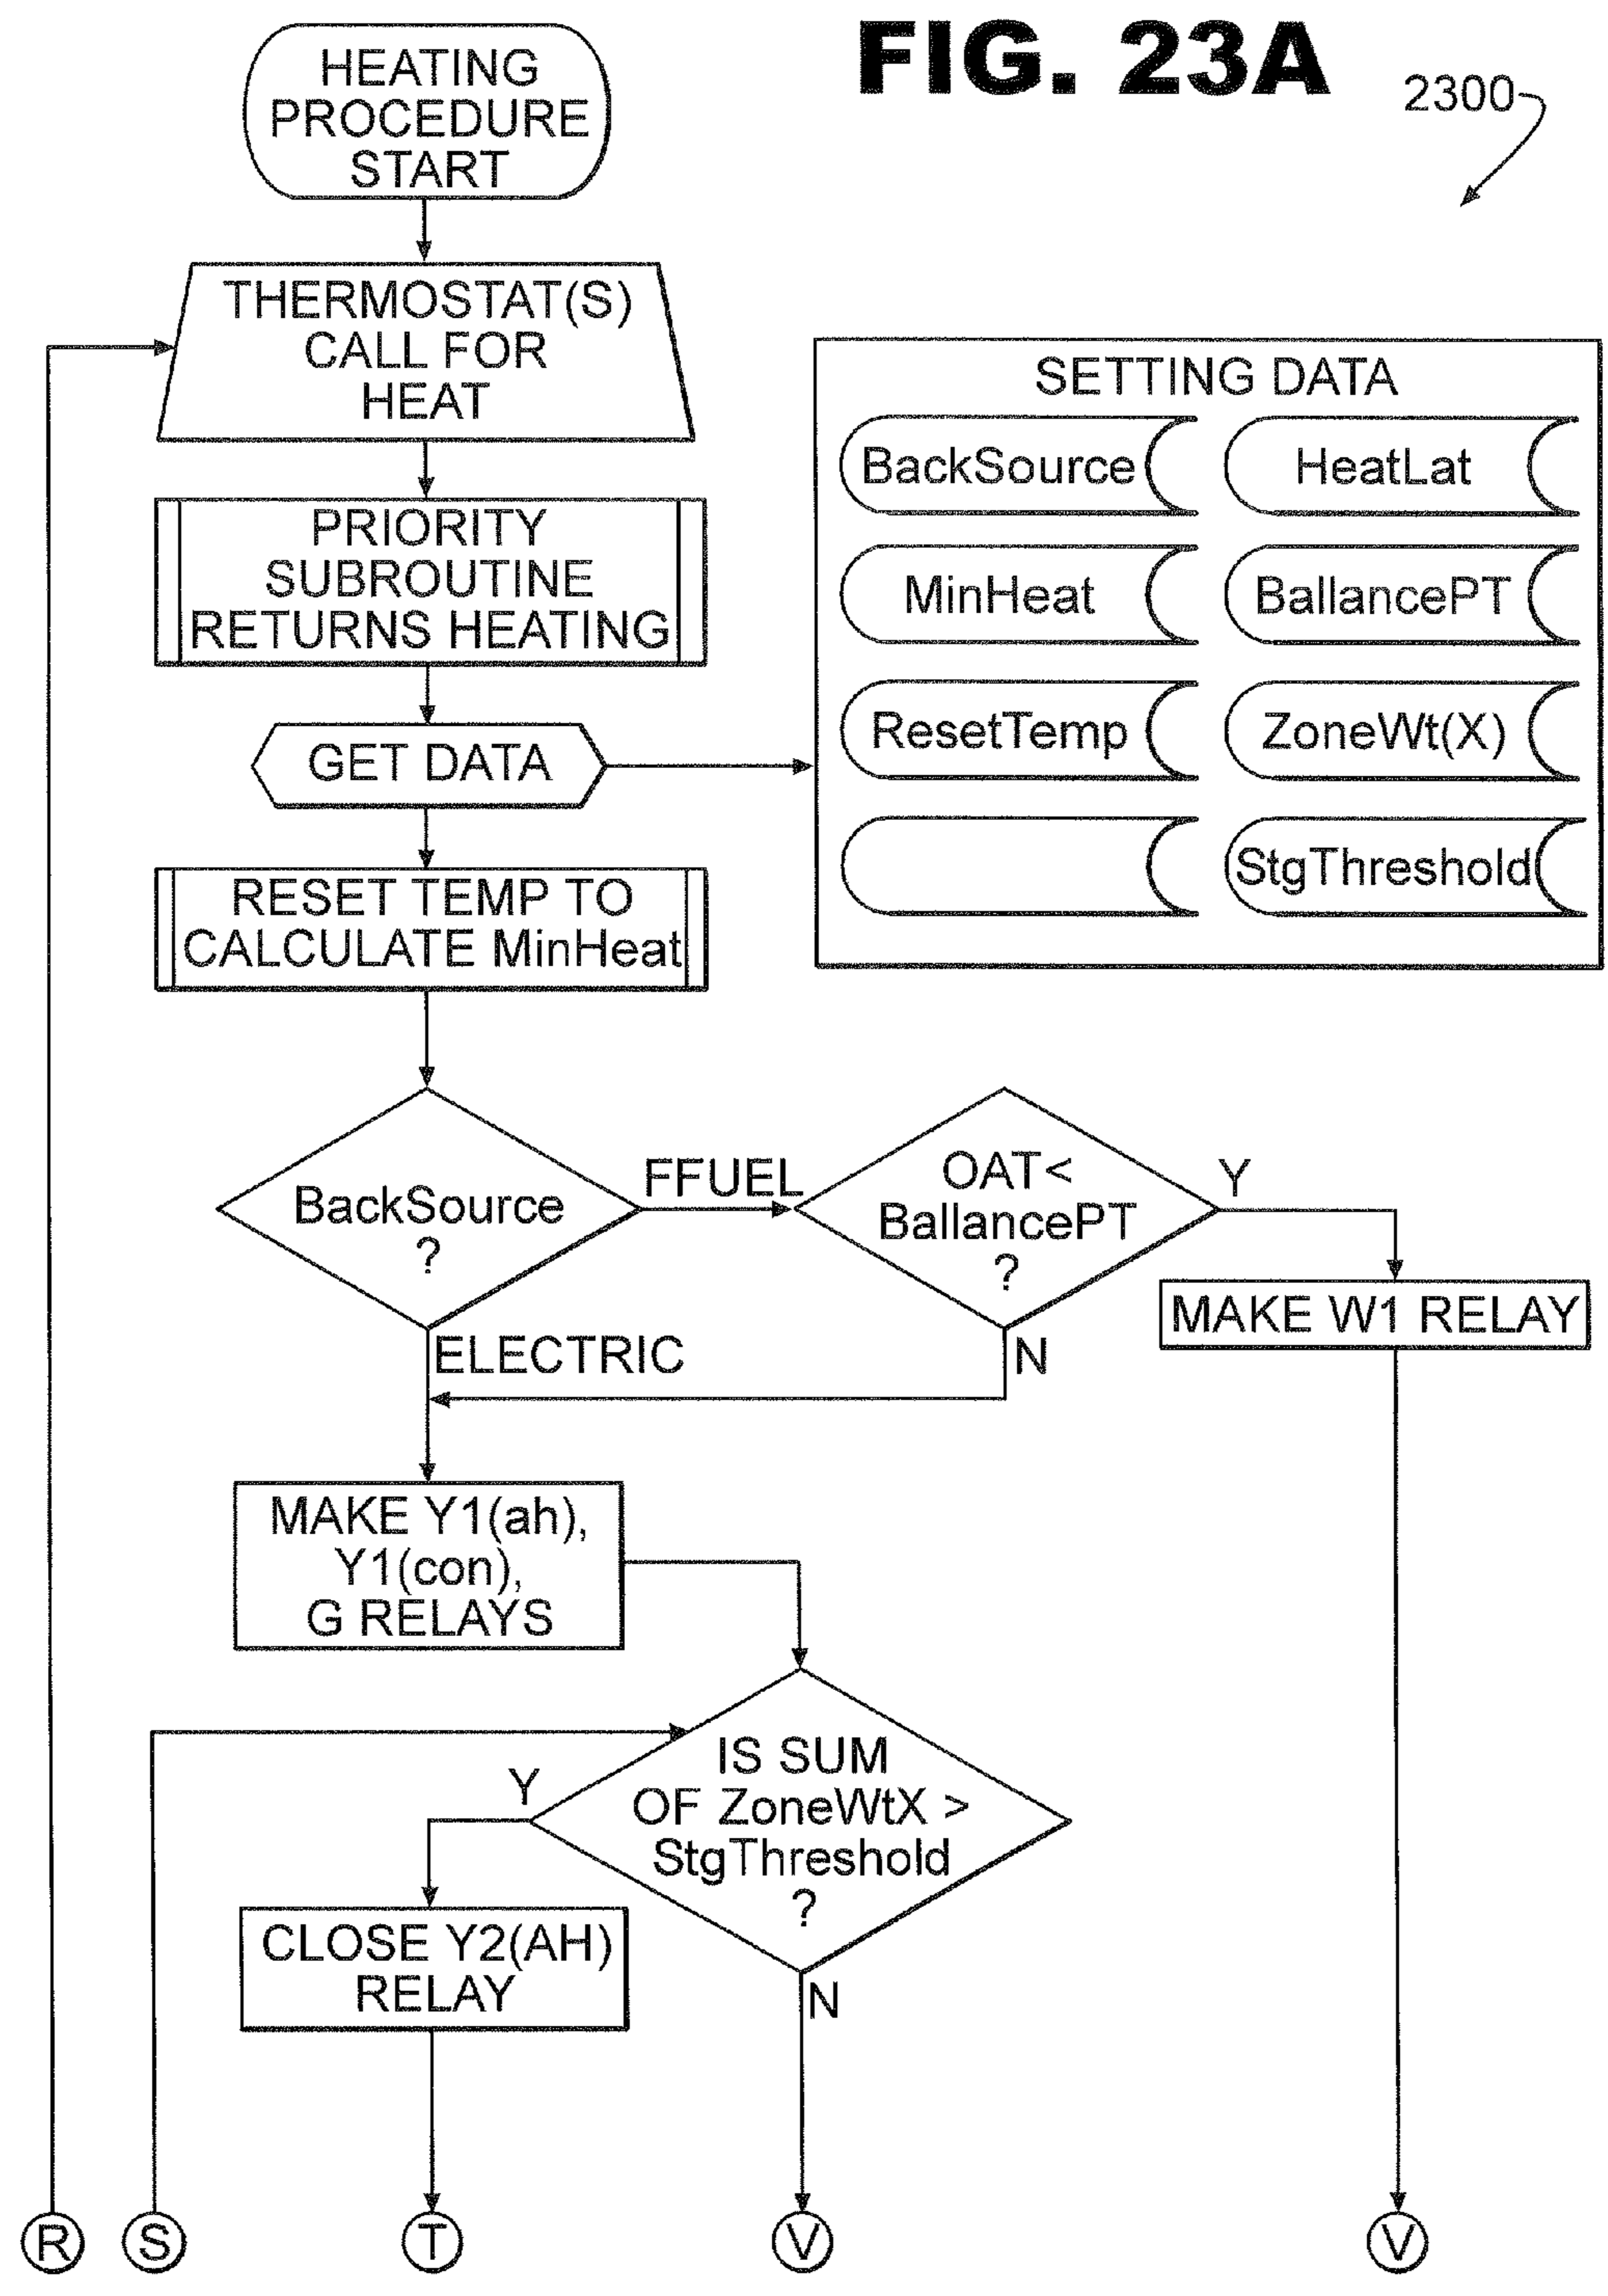 FIG. 23A
2300
HEATING
PROCEDURE
START
THERMOSTAT(S)
CALL FOR
HEAT
PRIORITY
SUBROUTINE
RETURNS HEATING
GET DATA
SETTING DATA
BackSource
HeatLat
MinHeat
BallancePT
ResetTemp
ZoneWt(X)
StgThreshold
RESET TEMP TO
CALCULATE MinHeat
BackSource
?
FFUEL
OAT<
BallancePT
?
Y
MAKE W1 RELAY
ELECTRIC
N
MAKE Y1(ah),
Y1(con),
G RELAYS
IS SUM
OF ZoneWtX >
StgThreshold
?
Y
CLOSE Y2(AH)
RELAY
N
R
S
T
V
V